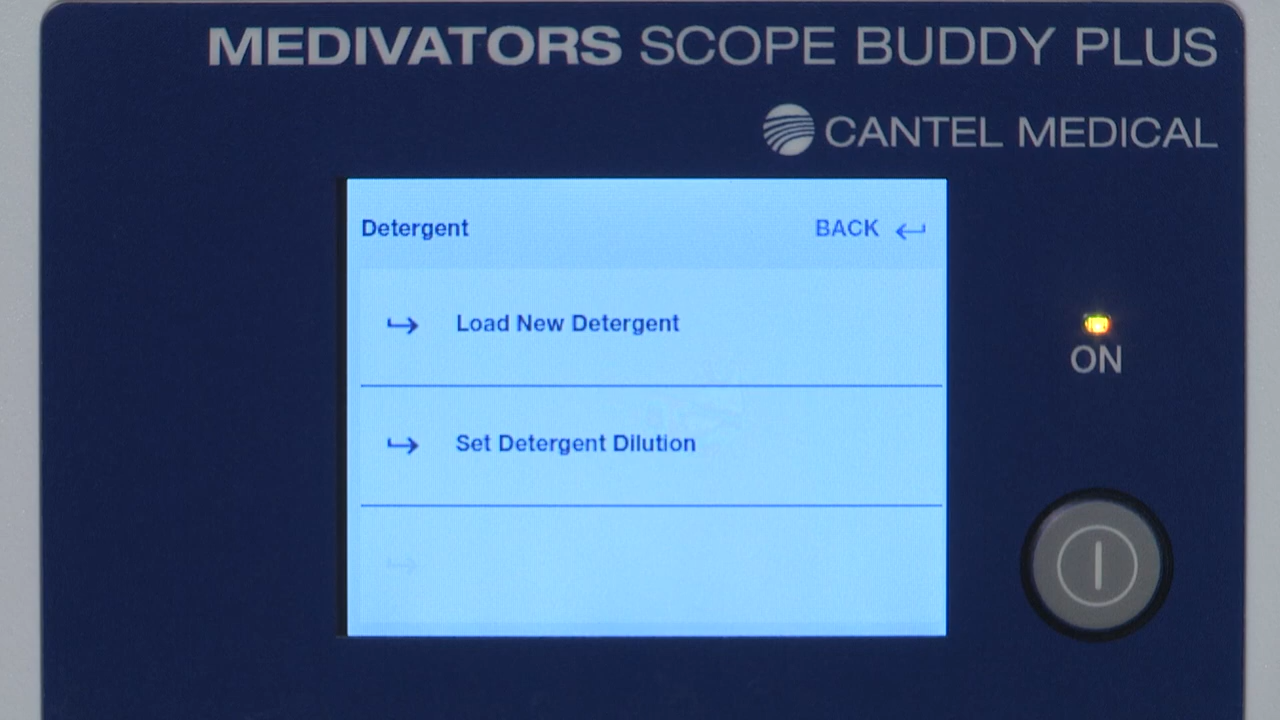 MEDIVATORS SCOPE BUDDY PLUS
CANTEL MEDICAL
Detergent BACK
Load New Detergent
ON
Set Detergent Dilution